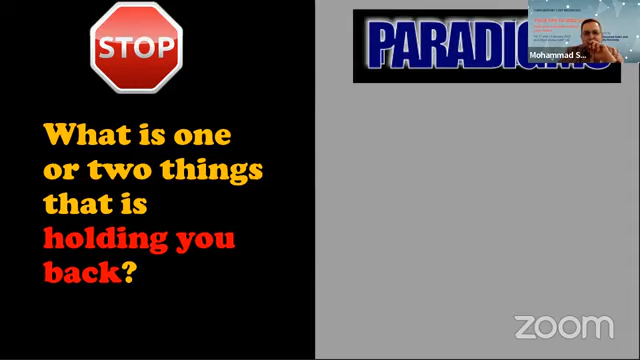 STOP
What is one
or two things
that is
holding you
back?
PARADIGMS
Mohammad S...
zoom